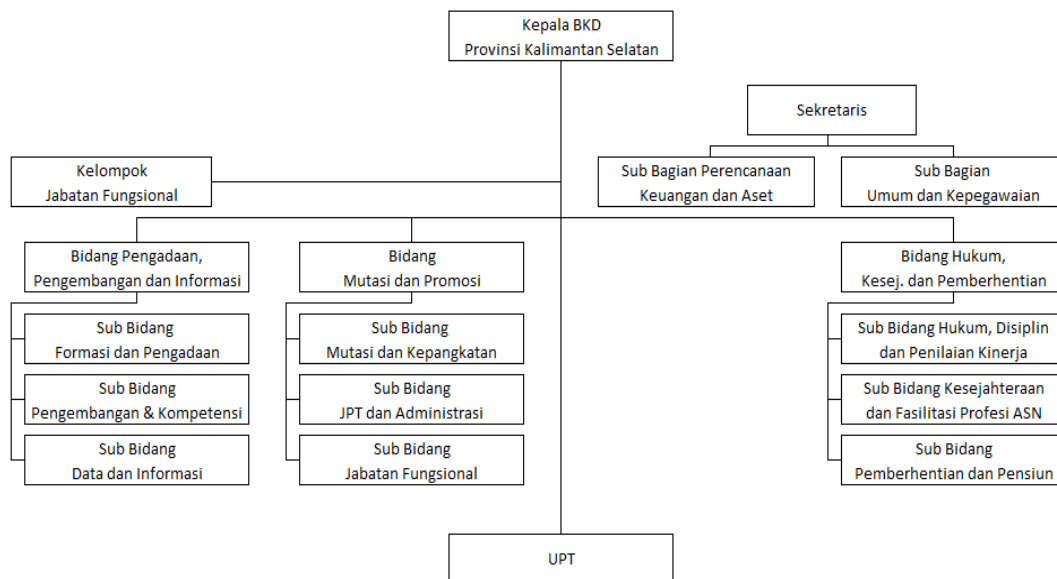 Kepala BKD
Provinsi Kalimantan Selatan
Sekretaris
Kelompok
Jabatan Fungsional
Sub Bagian Perencanaan
Keuangan dan Aset
Sub Bagian
Umum dan Kepegawaian
Bidang Pengadaan,
Pengembangan dan Informasi
Bidang
Mutasi dan Promosi
Bidang Hukum,
Kesej. dan Pemberhentian
Sub Bidang
Formasi dan Pengadaan
Sub Bidang
Mutasi dan Kepangkatan
Sub Bidang Hukum, Disiplin
dan Penilaian Kinerja
Sub Bidang
Pengembangan & Kompetensi
Sub Bidang
JPT dan Administrasi
Sub Bidang Kesejahteraan
dan Fasilitasi Profesi ASN
Sub Bidang
Data dan Informasi
Sub Bidang
Jabatan Fungsional
Sub Bidang
Pemberhentian dan Pensiun
UPT